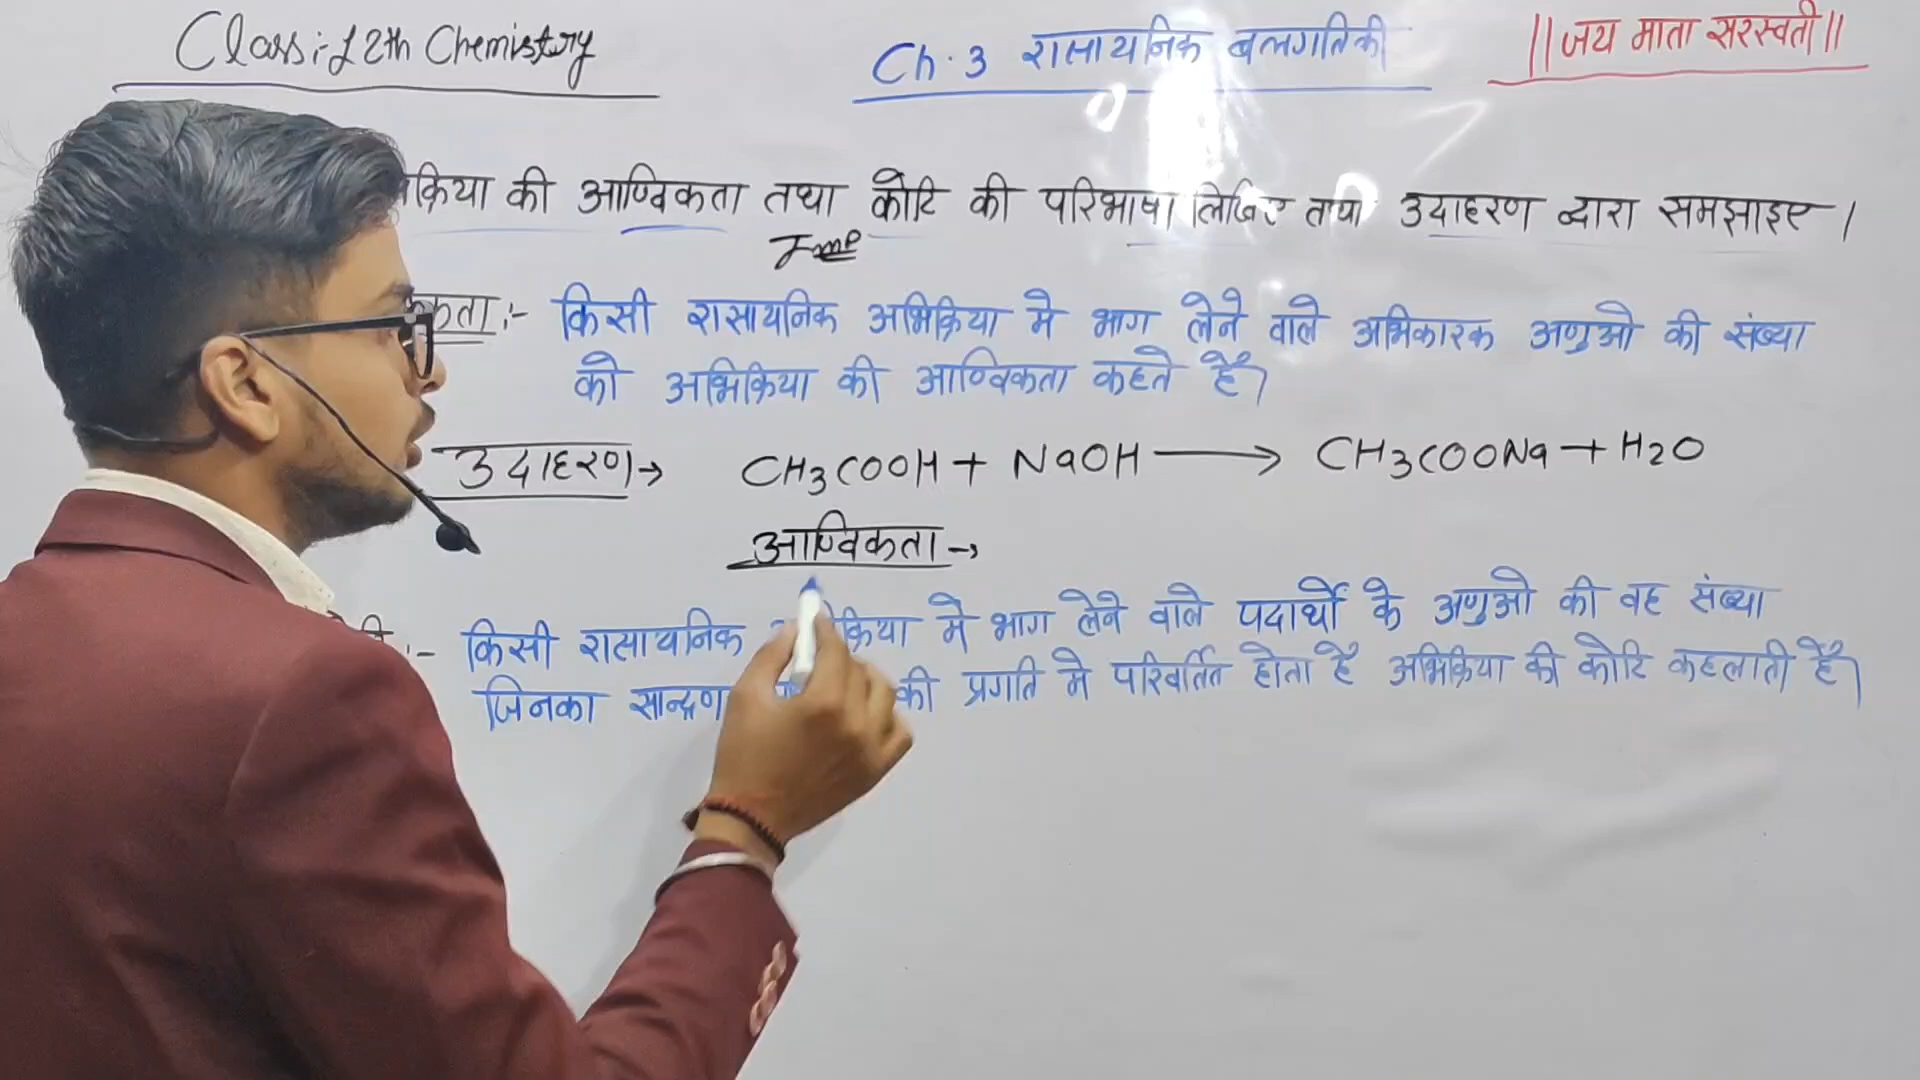 Class:-12th Chemistry
Ch.3 रासायनिक बलगतिकी
||जय माता सरस्वती||
क्रिया की आण्विकता तथा कोटि की परिभाषा लिखिए तथा उदाहरण द्वारा समझाइए।
Imp
कता:- किसी रासायनिक अभिक्रिया मे भाग लेने वाले अभिकारक अणुओ की संख्या
को अभिक्रिया की आण्विकता कहते हैं।
उदाहरण→ CH3COOH + NaOH ⟶ CH3COONa + H2O
आण्विकता→
:- किसी रासायनिक क्रिया मे भाग लेने वाले पदार्थो के अणुओ की वह संख्या
जिनका सान्द्रण की प्रगति मे परिवर्तित होता है अभिक्रिया की कोटि कहलाती है।